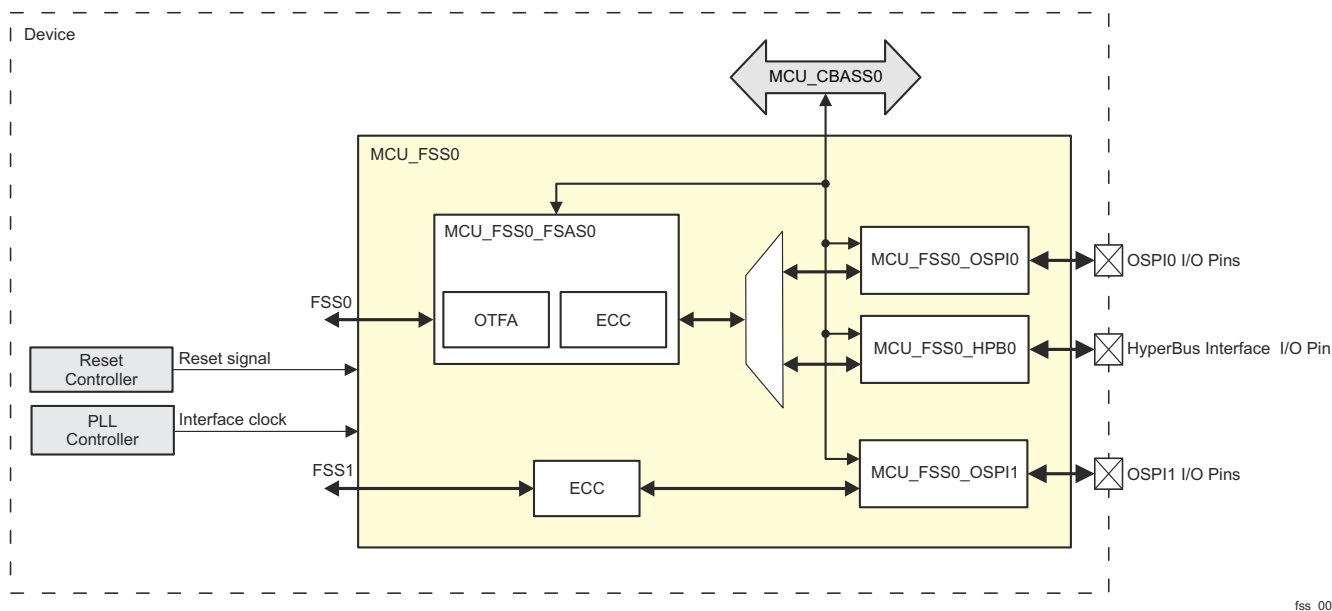 Device
MCU_CBASS0
MCU_FSS0
MCU_FSS0_FSAS0
MCU_FSS0_OSPI0
OSPI0 I/O Pins
FSS0
OTFA
ECC
MCU_FSS0_HPB0
HyperBus Interface I/O Pin
Reset
Controller
Reset signal
PLL
Controller
Interface clock
FSS1
ECC
MCU_FSS0_OSPI1
OSPI1 I/O Pins
fss_00